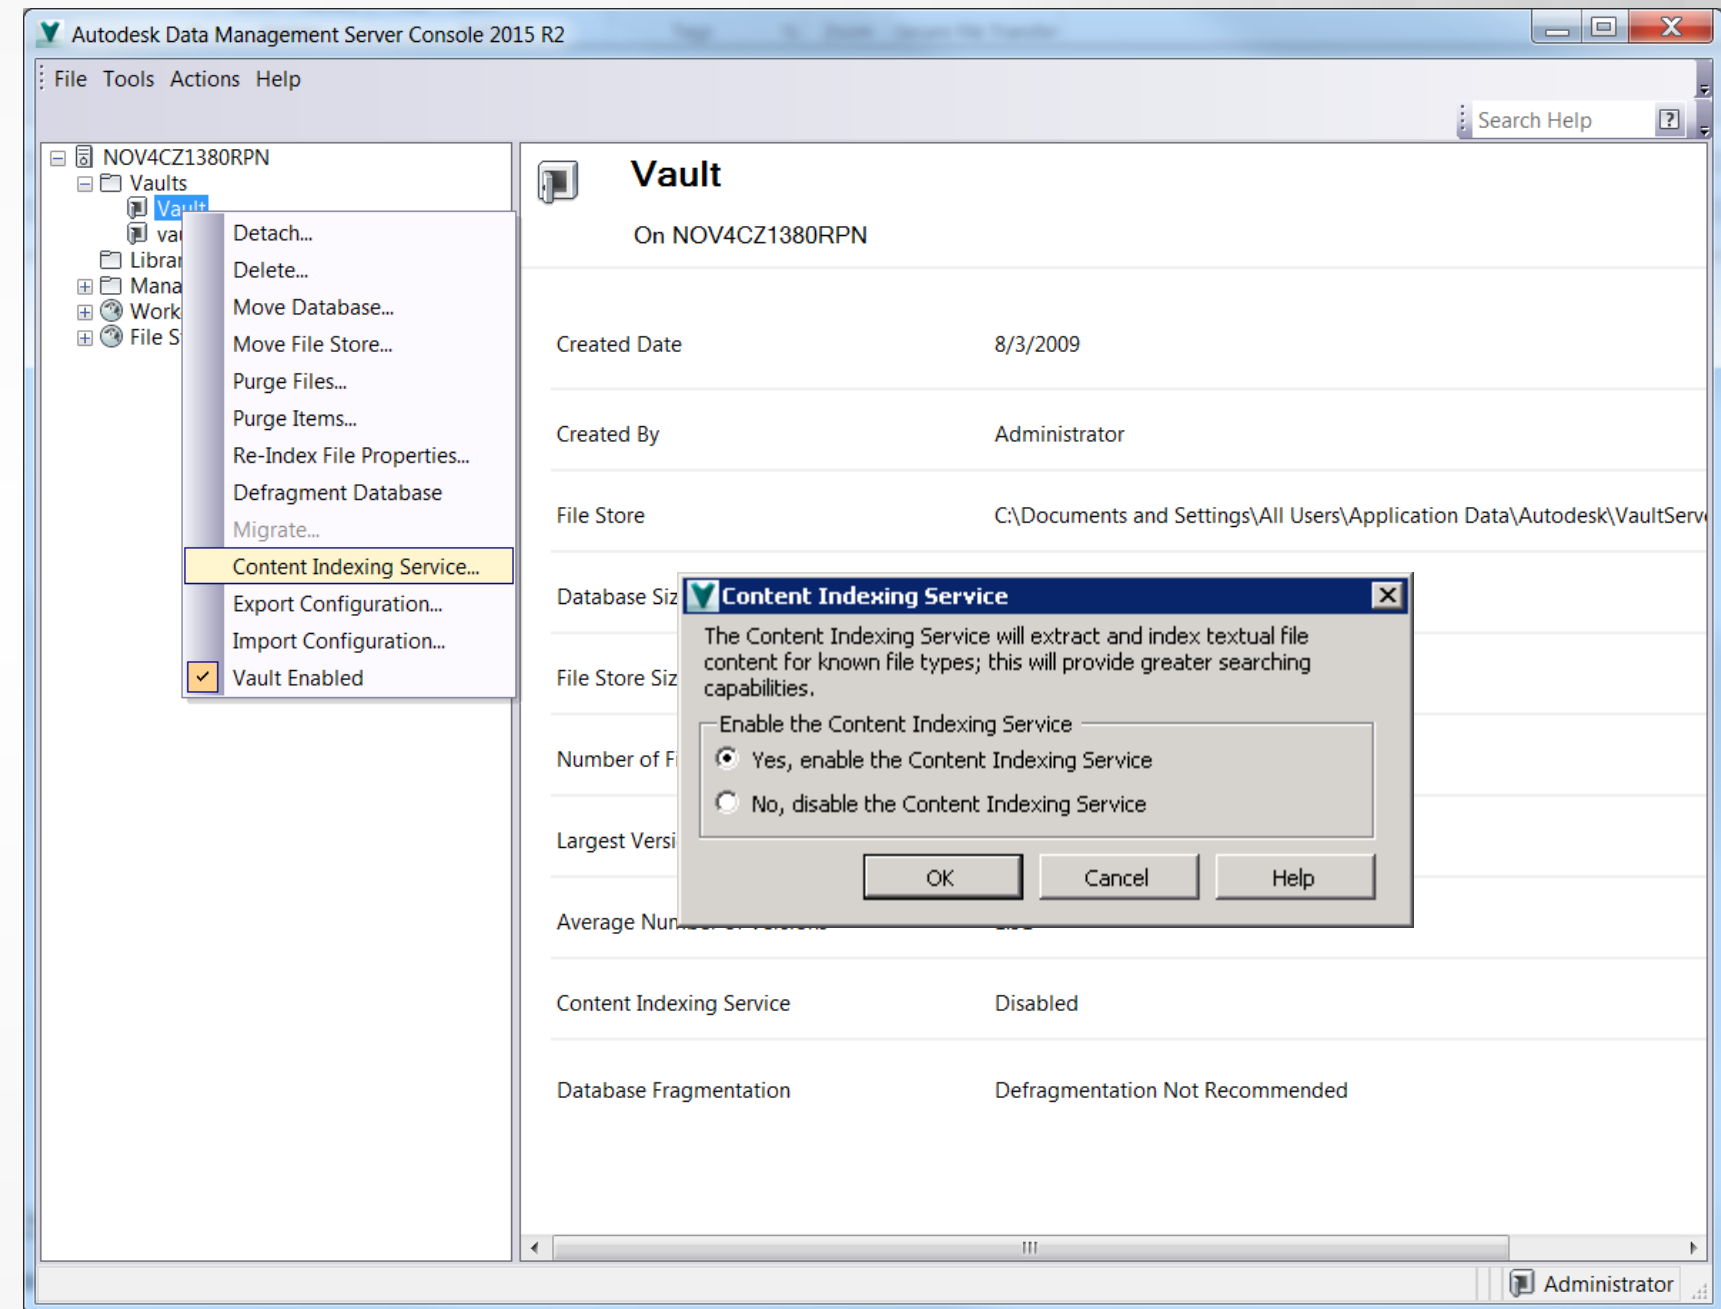 Autodesk Data Management Server Console 2015 R2
File Tools Actions Help
Search Help
NOV4CZ1380RPN
Vaults
Vault
Detach...
Delete...
Move Database...
Move File Store...
Purge Files...
Purge Items...
Re-Index File Properties...
Defragment Database
Migrate...
Content Indexing Service...
Export Configuration...
Import Configuration...
Vault Enabled
Vault
On NOV4CZ1380RPN
Created Date 8/3/2009
Created By Administrator
File Store C:\Documents and Settings\All Users\Application Data\Autodesk\VaultServ
Database Siz
File Store Siz
Number of Fi
Largest Versi
Average Num
Content Indexing Service Disabled
Database Fragmentation Defragmentation Not Recommended
Content Indexing Service
The Content Indexing Service will extract and index textual file
content for known file types; this will provide greater searching
capabilities.
Enable the Content Indexing Service
Yes, enable the Content Indexing Service
No, disable the Content Indexing Service
OK Cancel Help
Administrator